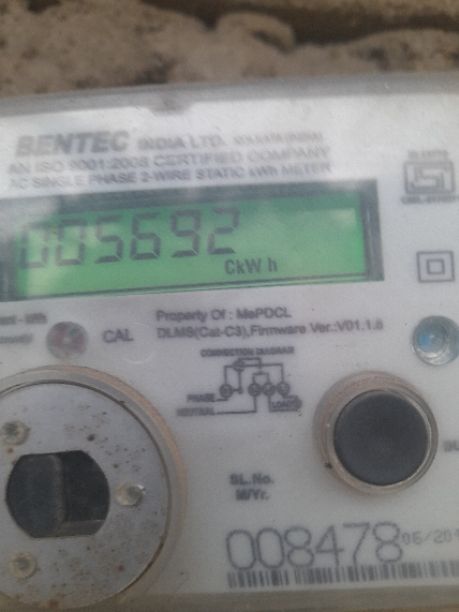 BENTEC INDIA LTD.
AN ISO 9001:2008 CERTIFIED COMPANY
AC SINGLE PHASE 2-WIRE STATIC kWh METER
005692
CkWh
Property Of : MePDCL
CAL
DLMS(Cat-C3),Firmware Ver.:V01.1.6
CONNECTION DIAGRAM
PHASE
NEUTRAL
LOAD
SL.No.
M/Yr.
008478